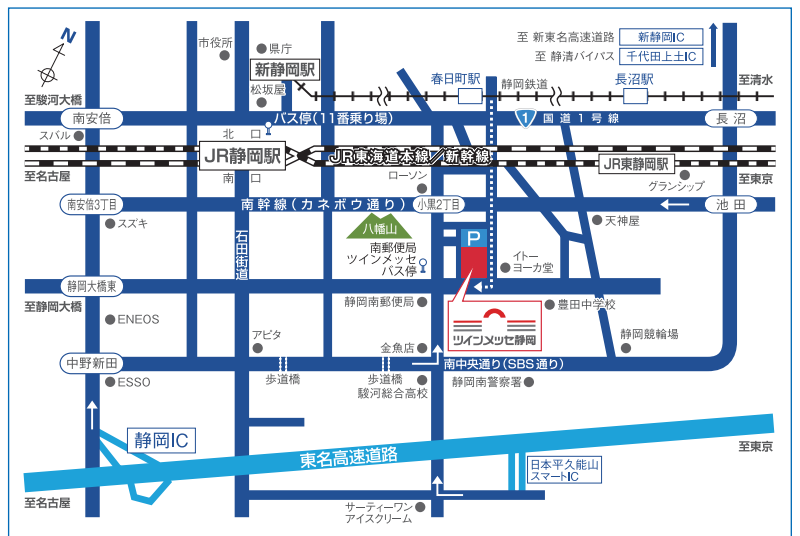 N
市役所
県庁
新静岡駅
松坂屋
至 新東名高速道路
新静岡IC
至 静清バイパス
千代田上土IC
春日町駅
静岡鉄道
長沼駅
至清水
至駿河大橋
南安倍
バス停(11番乗り場)
1
国道1号線
長沼
スバル
北口
JR静岡駅
JR東海道本線/新幹線
JR東静岡駅
至名古屋
南口
ローソン
グランシップ
至東京
南安倍3丁目
南幹線(カネボウ通り)
小黒2丁目
池田
スズキ
石田街道
八幡山
P
天神屋
南郵便局
ツインメッセ
バス停
イトー
ヨーカ堂
静岡大橋東
至静岡大橋
静岡南郵便局
豊田中学校
ENEOS
ツインメッセ静岡
アピタ
金魚店
静岡競輪場
中野新田
南中央通り(SBS通り)
ESSO
歩道橋
歩道橋
駿河総合高校
静岡南警察署
静岡IC
東名高速道路
至東京
日本平久能山
スマートIC
至名古屋
サーティーワン
アイスクリーム